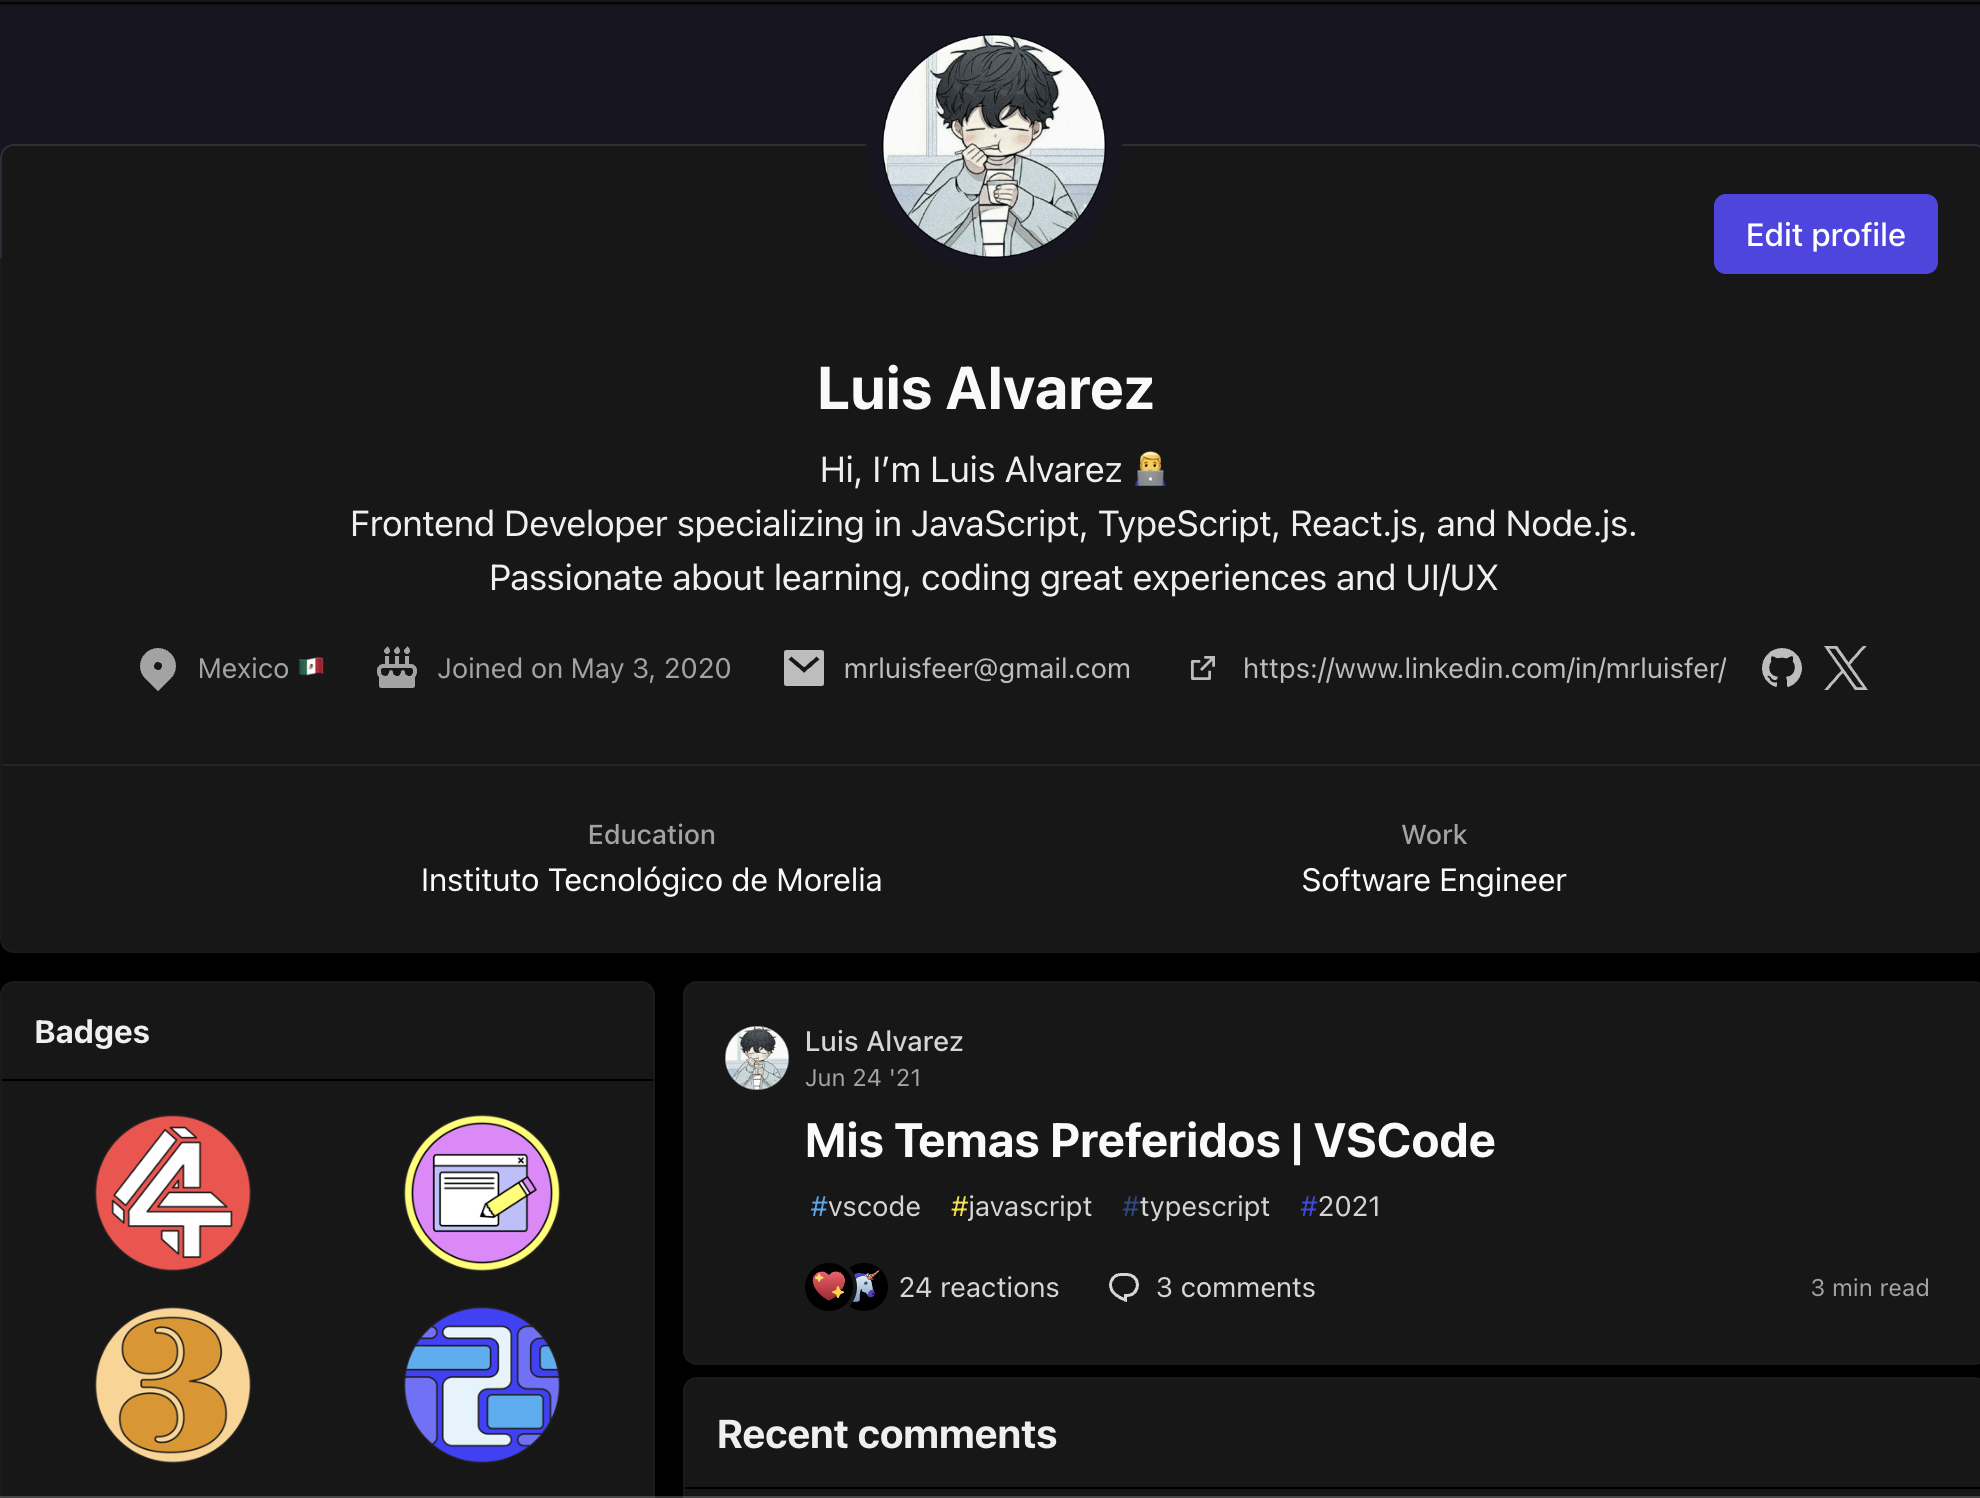 Edit profile
Luis Alvarez
Hi, I’m Luis Alvarez 👨‍💻
Frontend Developer specializing in JavaScript, TypeScript, React.js, and Node.js.
Passionate about learning, coding great experiences and UI/UX
Mexico 🇲🇽 Joined on May 3, 2020 mrluisfeer@gmail.com https://www.linkedin.com/in/mrluisfer/
Education
Instituto Tecnológico de Morelia
Work
Software Engineer
Badges
4
3
2
Luis Alvarez
Jun 24 '21
Mis Temas Preferidos | VSCode
#vscode #javascript #typescript #2021
24 reactions 3 comments 3 min read
Recent comments